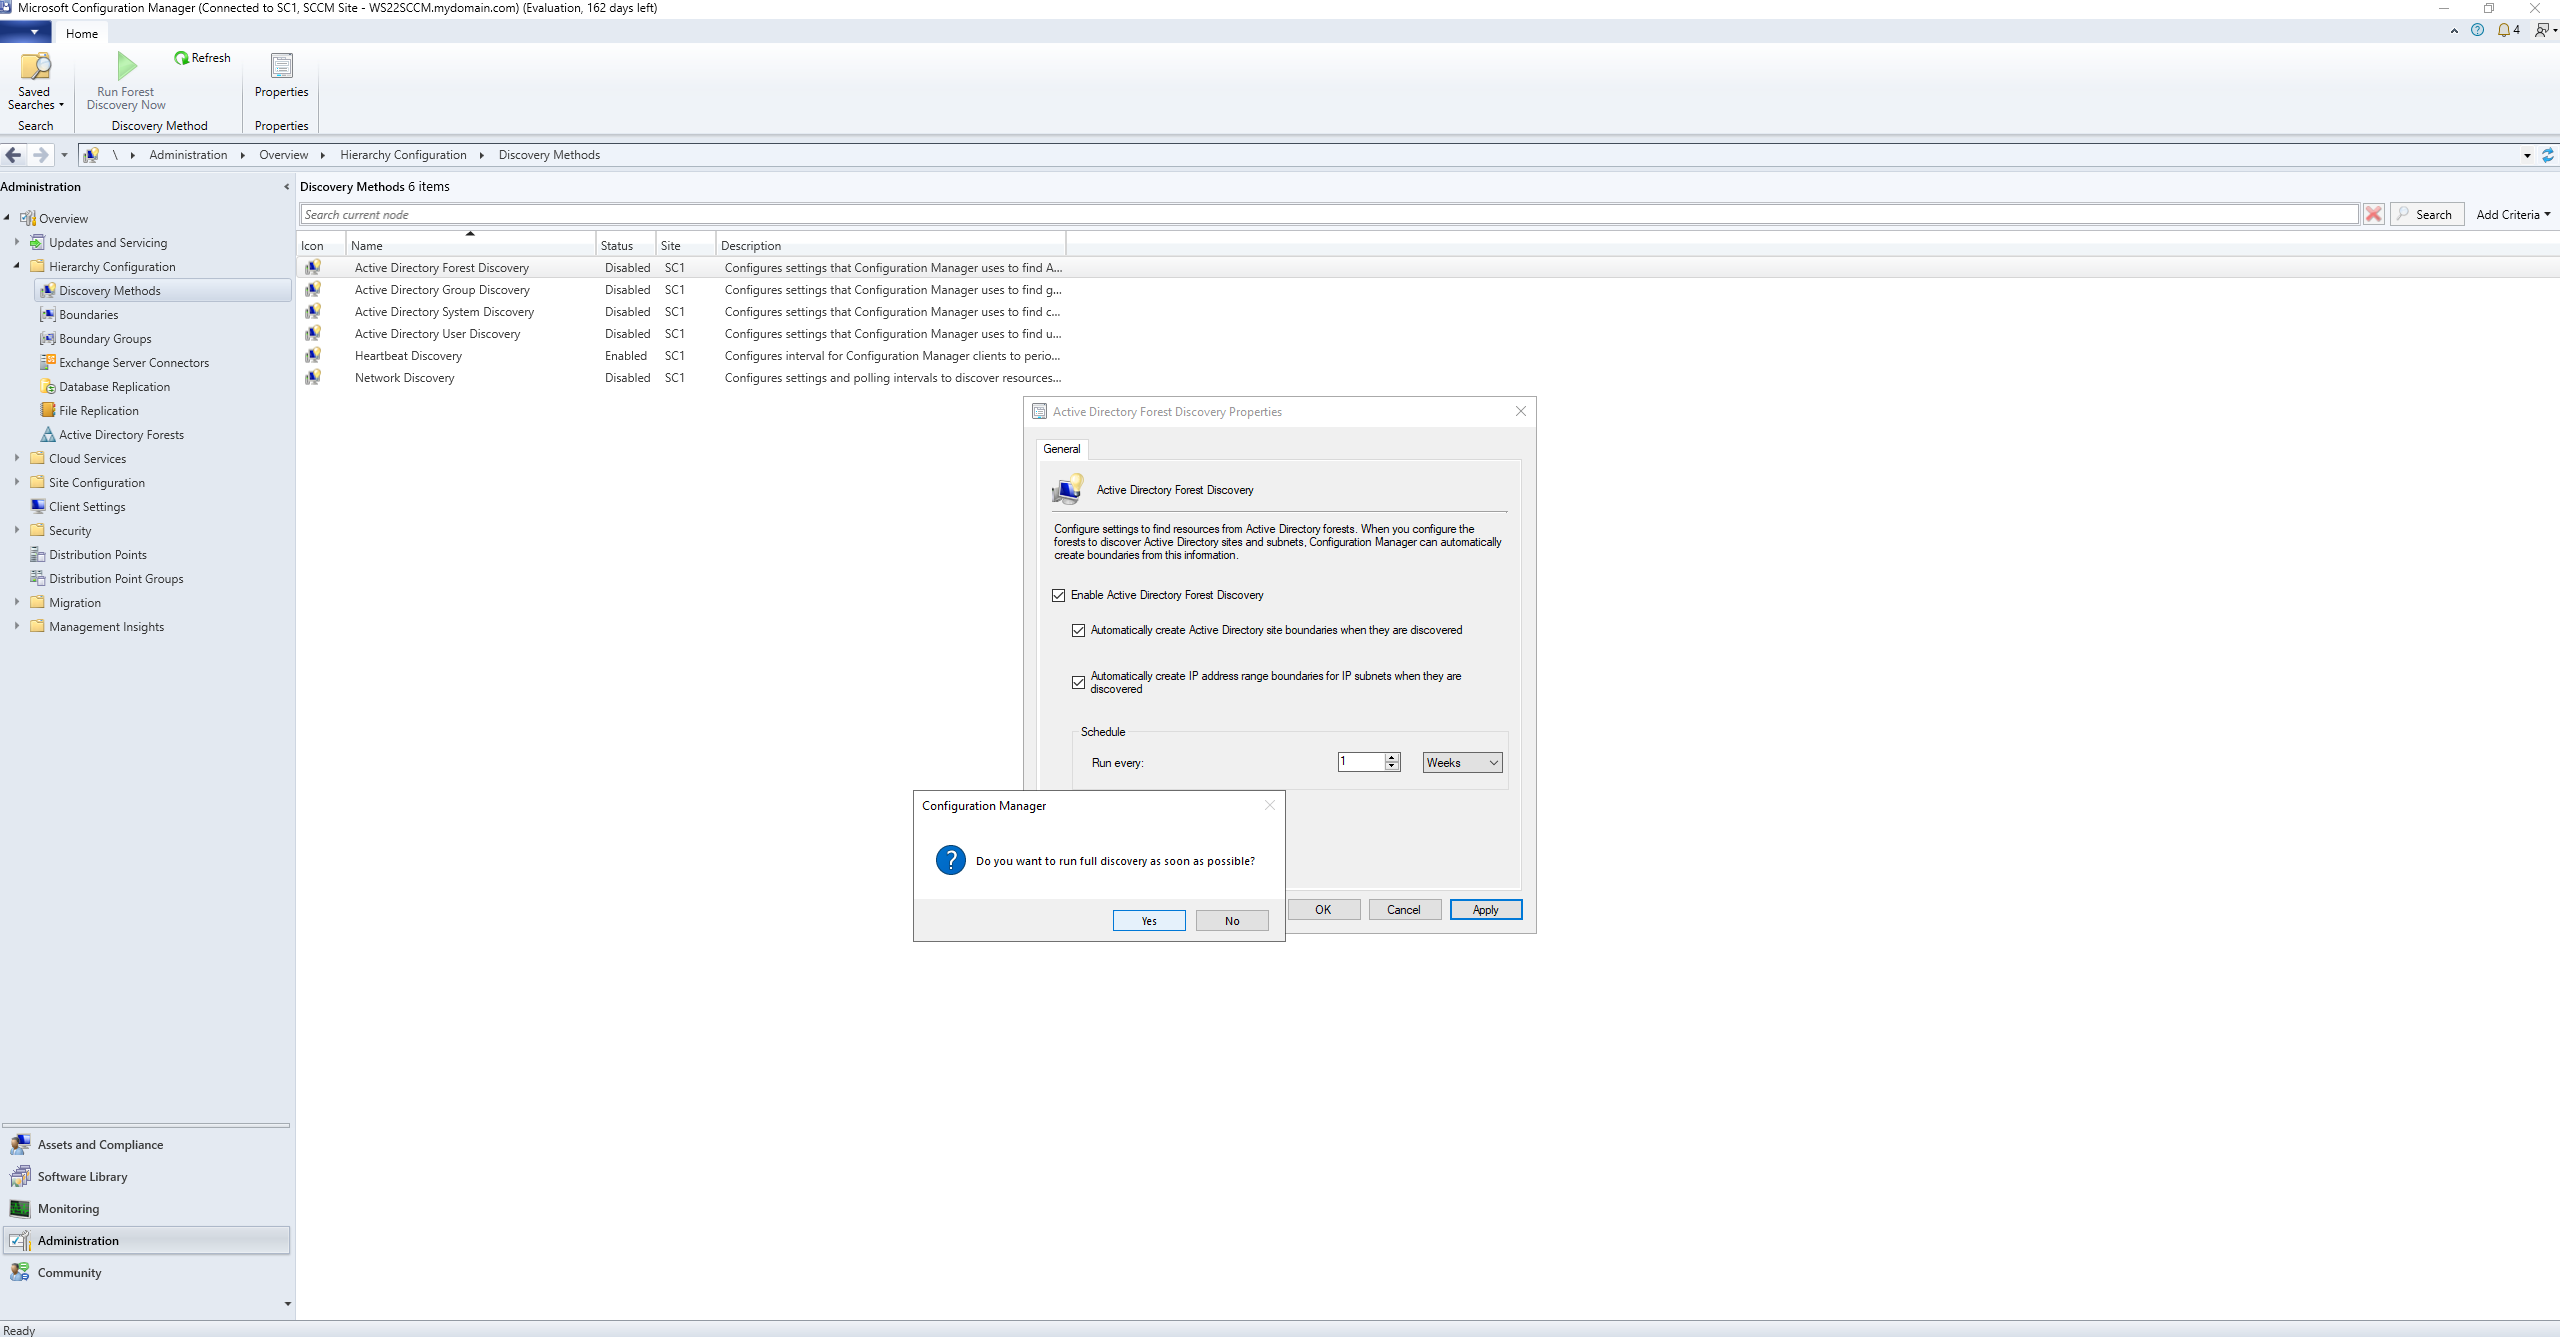 Microsoft Configuration Manager (Connected to SC1, SCCM Site - WS22SCCM.mydomain.com) (Evaluation, 162 days left)
Home
4
Saved Searches
Run Forest Discovery Now
Refresh
Properties
Search
Discovery Method
Properties
\ Administration Overview Hierarchy Configuration Discovery Methods
Administration
Overview
Updates and Servicing
Hierarchy Configuration
Discovery Methods
Boundaries
Boundary Groups
Exchange Server Connectors
Database Replication
File Replication
Active Directory Forests
Cloud Services
Site Configuration
Client Settings
Security
Distribution Points
Distribution Point Groups
Migration
Management Insights
Assets and Compliance
Software Library
Monitoring
Administration
Community
Ready
Discovery Methods 6 items
Search current node
Search
Add Criteria
Icon Name Status Site Description
Active Directory Forest Discovery Disabled SC1 Configures settings that Configuration Manager uses to find A...
Active Directory Group Discovery Disabled SC1 Configures settings that Configuration Manager uses to find g...
Active Directory System Discovery Disabled SC1 Configures settings that Configuration Manager uses to find c...
Active Directory User Discovery Disabled SC1 Configures settings that Configuration Manager uses to find u...
Heartbeat Discovery Enabled SC1 Configures interval for Configuration Manager clients to perio...
Network Discovery Disabled SC1 Configures settings and polling intervals to discover resources...
Active Directory Forest Discovery Properties
General
Active Directory Forest Discovery
Configure settings to find resources from Active Directory forests. When you configure the
forests to discover Active Directory sites and subnets, Configuration Manager can automatically
create boundaries from this information.
Enable Active Directory Forest Discovery
Automatically create Active Directory site boundaries when they are discovered
Automatically create IP address range boundaries for IP subnets when they are
discovered
Schedule
Run every: 1 Weeks
OK Cancel Apply
Configuration Manager
Do you want to run full discovery as soon as possible?
Yes No